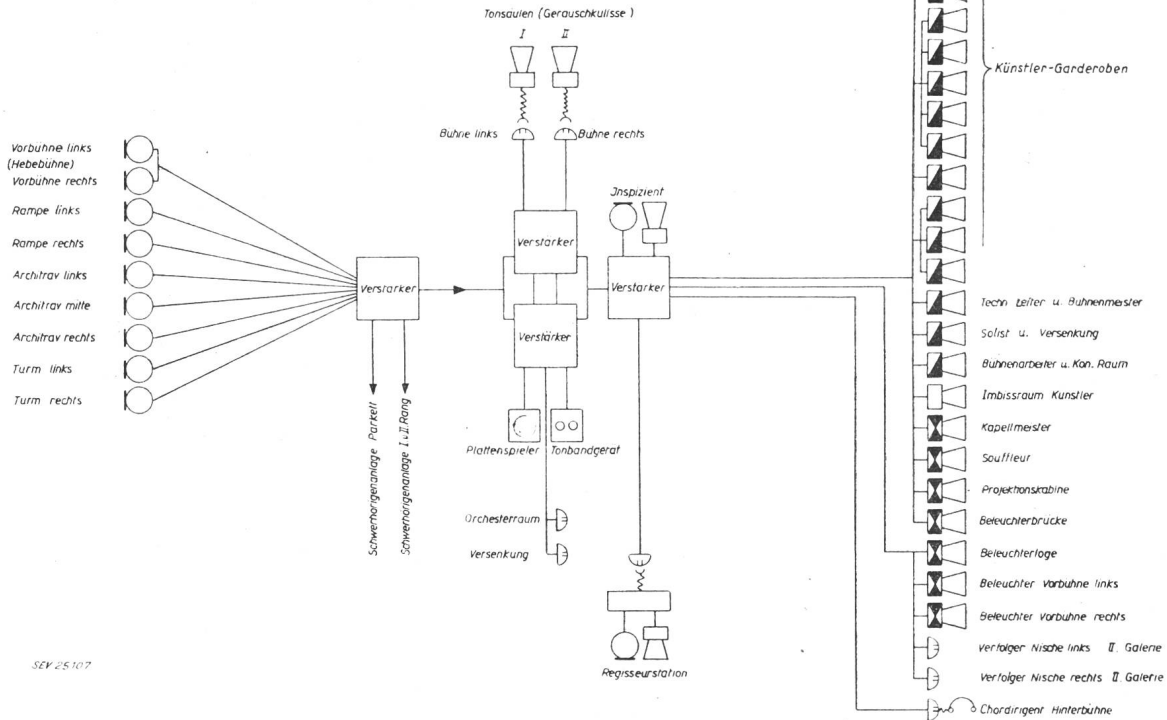 Tonsäulen (Gerauschkulisse)
I II
Künstler-Garderoben
Bühne links
Bühne rechts
Vorbühne links
(Hebebühne)
Vorbühne rechts
Rampe links
Rampe rechts
Architrav links
Architrav mitte
Architrav rechts
Turm links
Turm rechts
Inspizient
Verstärker
Verstärker
Verstärker
Verstärker
Schwerhörigenanlage Parkett
Schwerhörigenanlage I u II. Rang
Plattenspieler
Tonbandgerät
Orchesterraum
Versenkung
Regisseurstation
Techn Leiter u. Bühnenmeister
Solist u. Versenkung
Bühnenarbeiter u. Kon. Raum
Imbissraum Künstler
Kapellmeister
Souffleur
Projektionskabine
Beleuchterbrücke
Beleuchterloge
Beleuchter Vorbühne links
Beleuchter Vorbühne rechts
Verfolger Nische links II. Galerie
Verfolger Nische rechts II. Galerie
Chordirigent Hinterbühne
SEV 25107